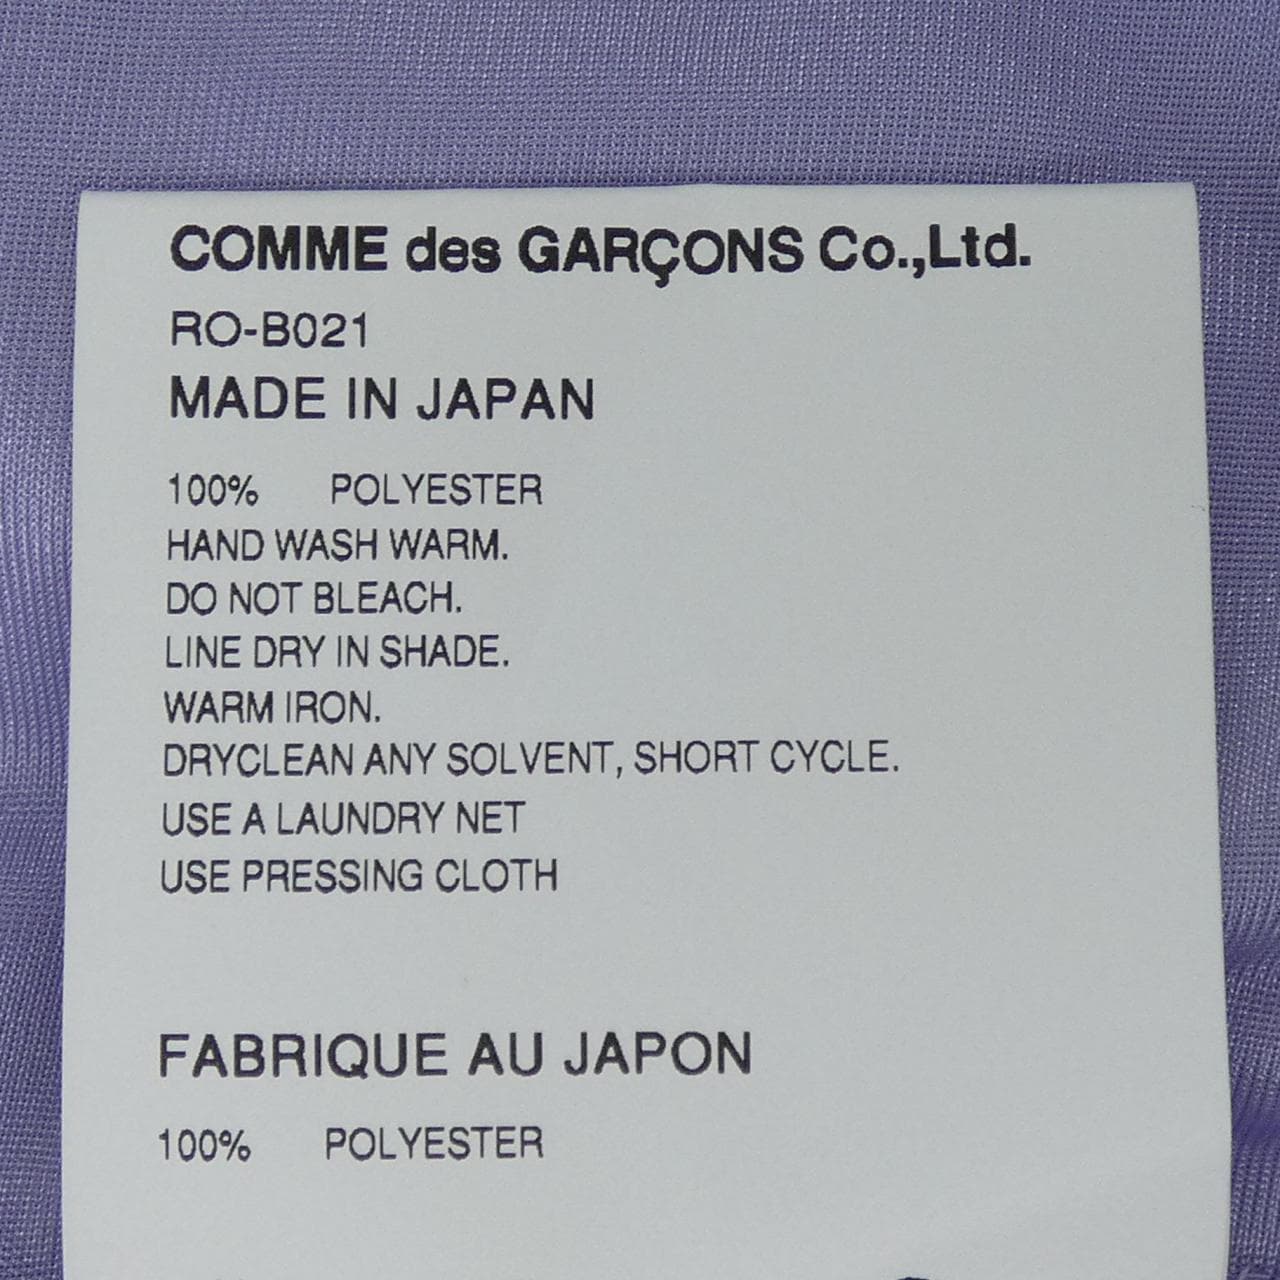 COMME des GARÇONS Co.,Ltd.
RO-B021
MADE IN JAPAN
100% POLYESTER
HAND WASH WARM.
DO NOT BLEACH.
LINE DRY IN SHADE.
WARM IRON.
DRYCLEAN ANY SOLVENT, SHORT CYCLE.
USE A LAUNDRY NET
USE PRESSING CLOTH
FABRIQUE AU JAPON
100% POLYESTER